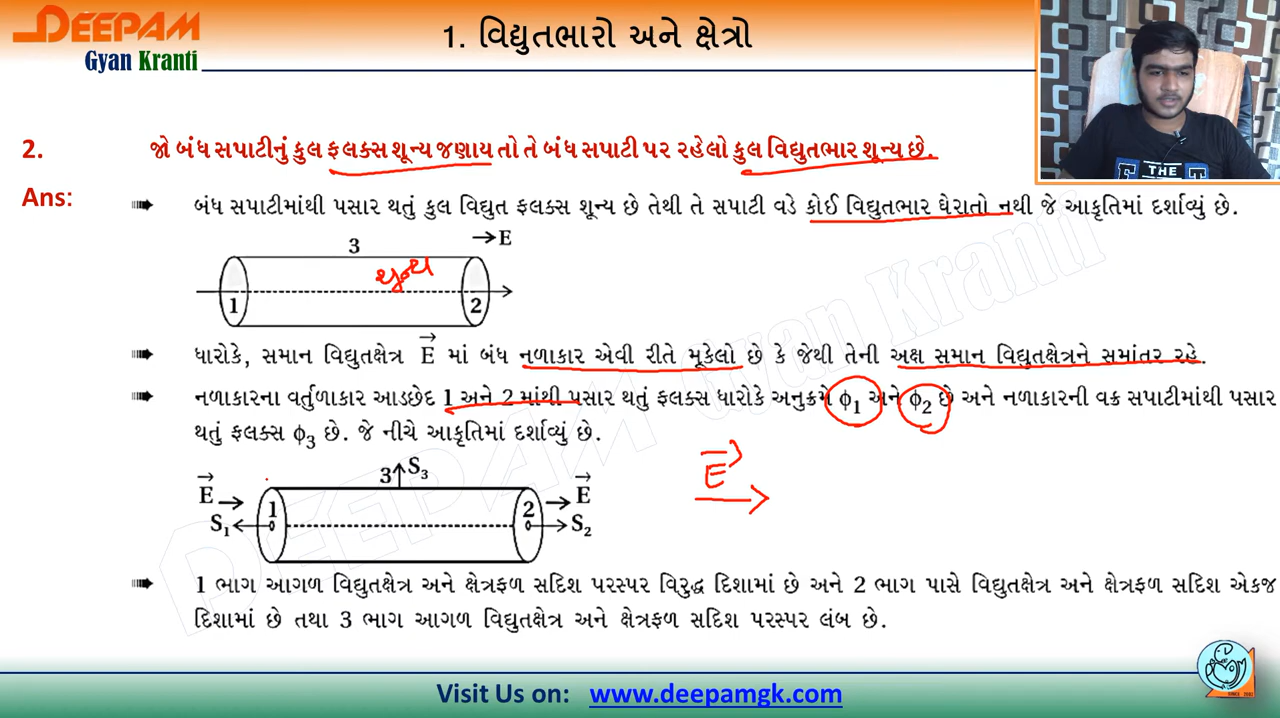 DEEPAM
Gyan Kranti
1. વિદ્યુતભારો અને ક્ષેત્રો
2. જો બંધ સપાટીનું કુલ ફલક્સ શૂન્ય જણાય તો તે બંધ સપાટી પર રહેલો કુલ વિદ્યુતભાર શૂન્ય છે.
Ans:
બંધ સપાટીમાંથી પસાર થતું કુલ વિદ્યુત ફલક્સ શૂન્ય છે તેથી તે સપાટી વડે કોઈ વિદ્યુતભાર ઘેરાતો નથી જે આકૃતિમાં દર્શાવ્યું છે.
3 E
શૂન્ય
1 2
ધારોકે, સમાન વિદ્યુતક્ષેત્ર E⃗ માં બંધ નળાકાર એવી રીતે મૂકેલો છે કે જેથી તેની અક્ષ સમાન વિદ્યુતક્ષેત્રને સમાંતર રહે.
નળાકારના વર્તુળાકાર આડછેદ 1 અને 2 માંથી પસાર થતું ફલક્સ ધારોકે અનુક્રમે ϕ₁ અને ϕ₂ છે અને નળાકારની વક્ર સપાટીમાંથી પસાર
થતું ફલક્સ ϕ₃ છે. જે નીચે આકૃતિમાં દર્શાવ્યું છે.
3 S₃ E⃗
E⃗ 1 2 E⃗
S₁ S₂
1 ભાગ આગળ વિદ્યુતક્ષેત્ર અને ક્ષેત્રફળ સદિશ પરસ્પર વિરુદ્ધ દિશામાં છે અને 2 ભાગ પાસે વિદ્યુતક્ષેત્ર અને ક્ષેત્રફળ સદિશ એકજ
દિશામાં છે તથા 3 ભાગ આગળ વિદ્યુતક્ષેત્ર અને ક્ષેત્રફળ સદિશ પરસ્પર લંબ છે.
DEEPAM Gyan Kranti
Visit Us on: www.deepamgk.com